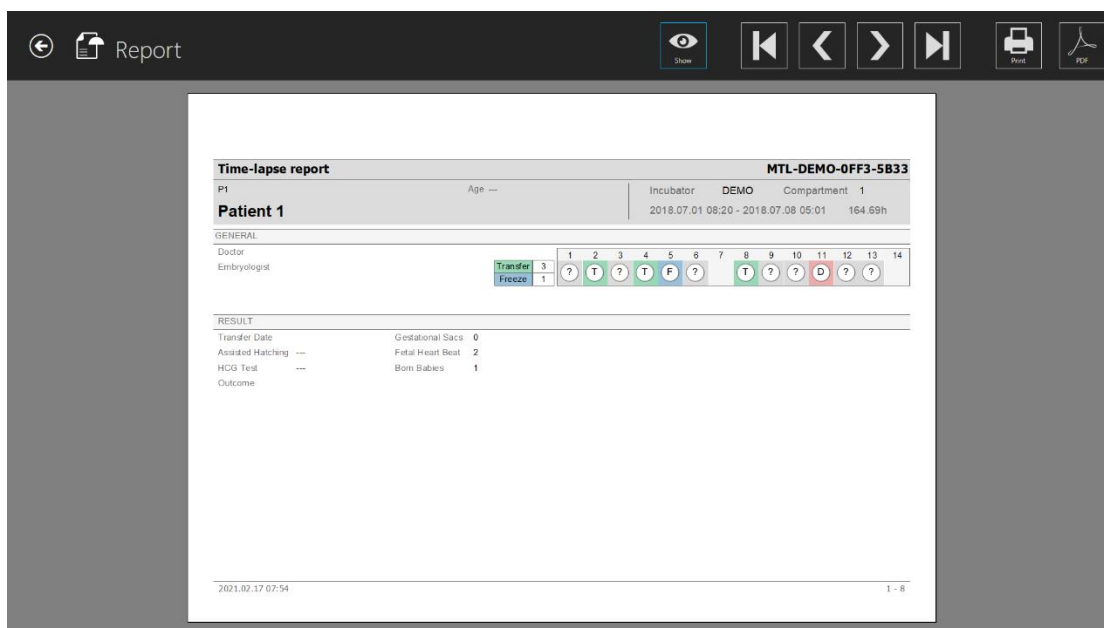 Report
Show
Print
PDF
Time-lapse report MTL-DEMO-0FF3-5B33
P1 Age --- Incubator DEMO Compartment 1
Patient 1 2018.07.01 08:20 - 2018.07.08 05:01 164.69h
GENERAL
Doctor
Embryologist
1 2 3 4 5 6 7 8 9 10 11 12 13 14
Transfer 3
Freeze 1
? T ? T F ? T ? ? D ? ?
RESULT
Transfer Date Gestational Sacs 0
Assisted Hatching --- Fetal Heart Beat 2
HCG Test --- Born Babies 1
Outcome
2021.02.17 07:54 1 - 8